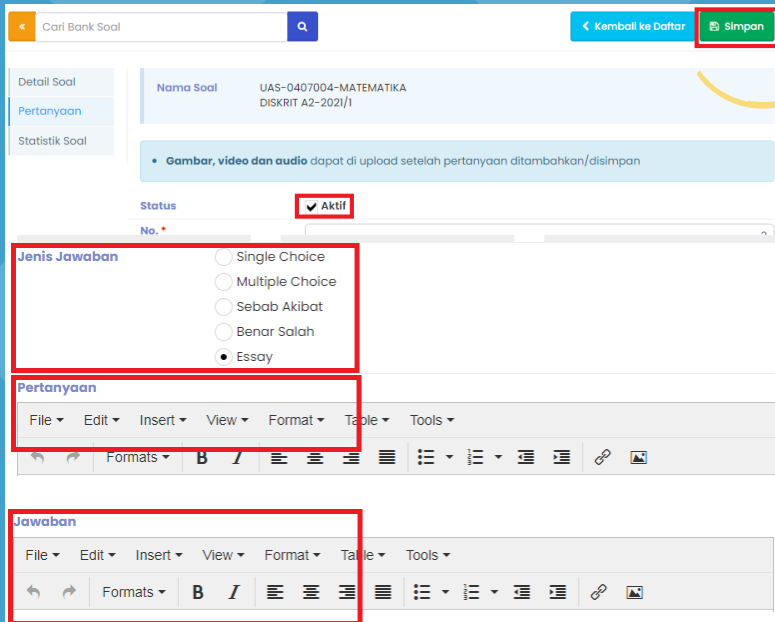 «
Cari Bank Soal
Kembali ke Daftar
Simpan
Detail Soal
Pertanyaan
Statistik Soal
Nama Soal
UAS-0407004-MATEMATIKA
DISKRIT A2-2021/1
• Gambar, video dan audio dapat di upload setelah pertanyaan ditambahkan/disimpan
Status
Aktif
No. *
Jenis Jawaban
Single Choice
Multiple Choice
Sebab Akibat
Benar Salah
Essay
Pertanyaan
File Edit Insert View Format Table Tools
Formats B I
Jawaban
File Edit Insert View Format Table Tools
Formats B I